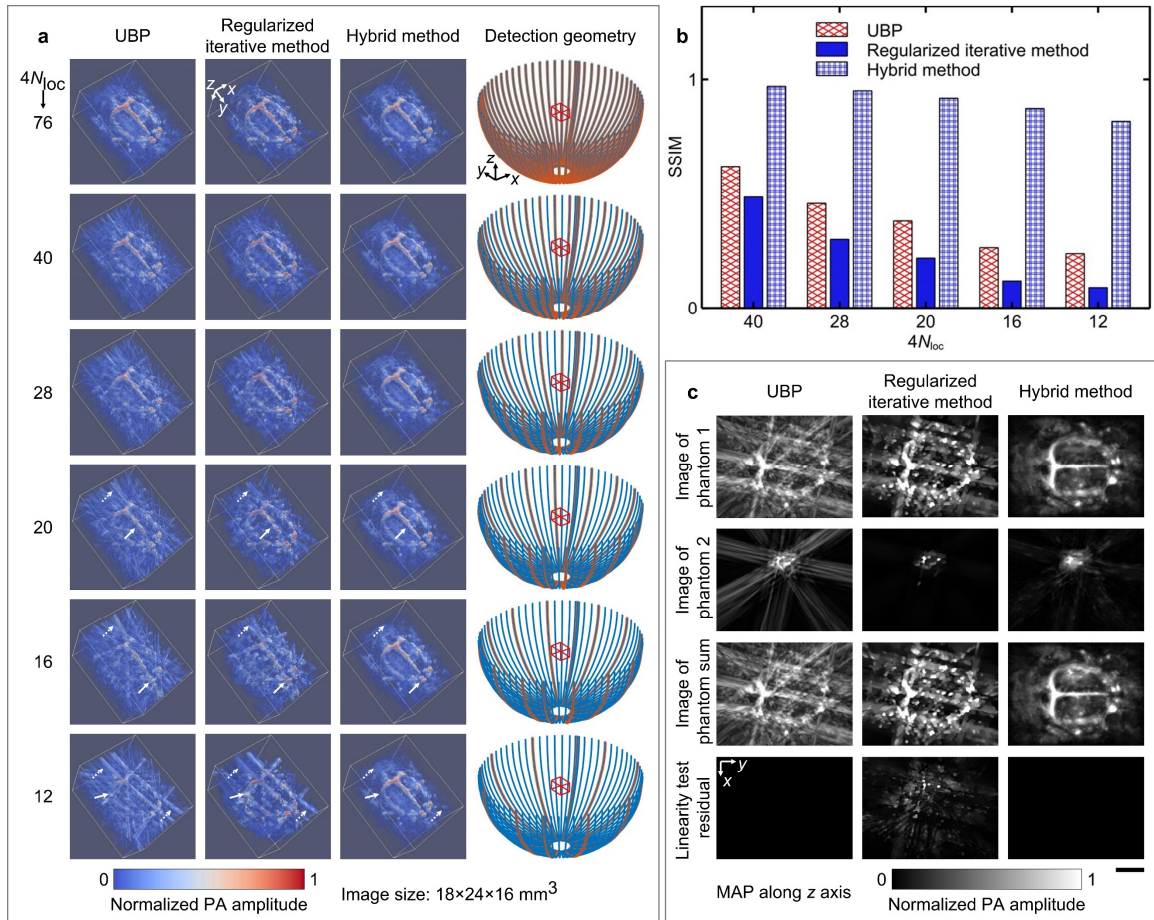 a
UBP
Regularized
iterative method
Hybrid method
Detection geometry
4Nloc
76
z
x
y
z
y
x
40
28
20
16
12
0
1
Normalized PA amplitude
Image size: 18×24×16 mm3
b
UBP
Regularized iterative method
Hybrid method
1
SSIM
0
40
28
20
16
12
4Nloc
c
UBP
Regularized
iterative method
Hybrid method
Image of
phantom 1
Image of
phantom 2
Image of
phantom sum
Linearity test
residual
y
x
MAP along z axis
0
1
Normalized PA amplitude